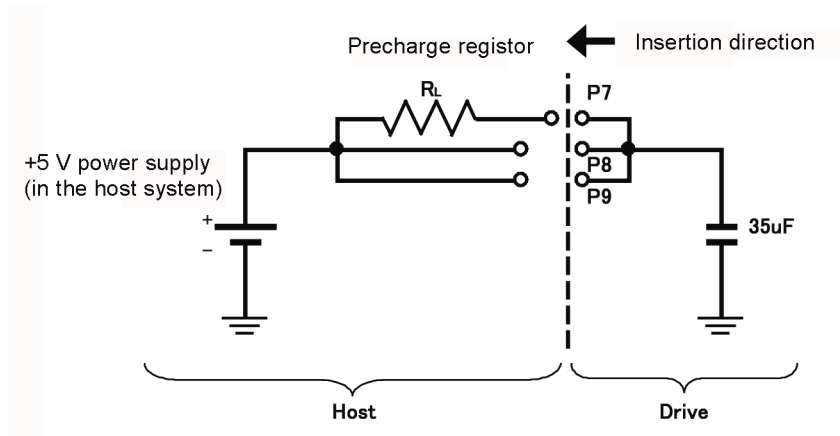 Precharge registor
Insertion direction
RL
P7
+5 V power supply
(in the host system)
P8
P9
+
−
35uF
Host
Drive